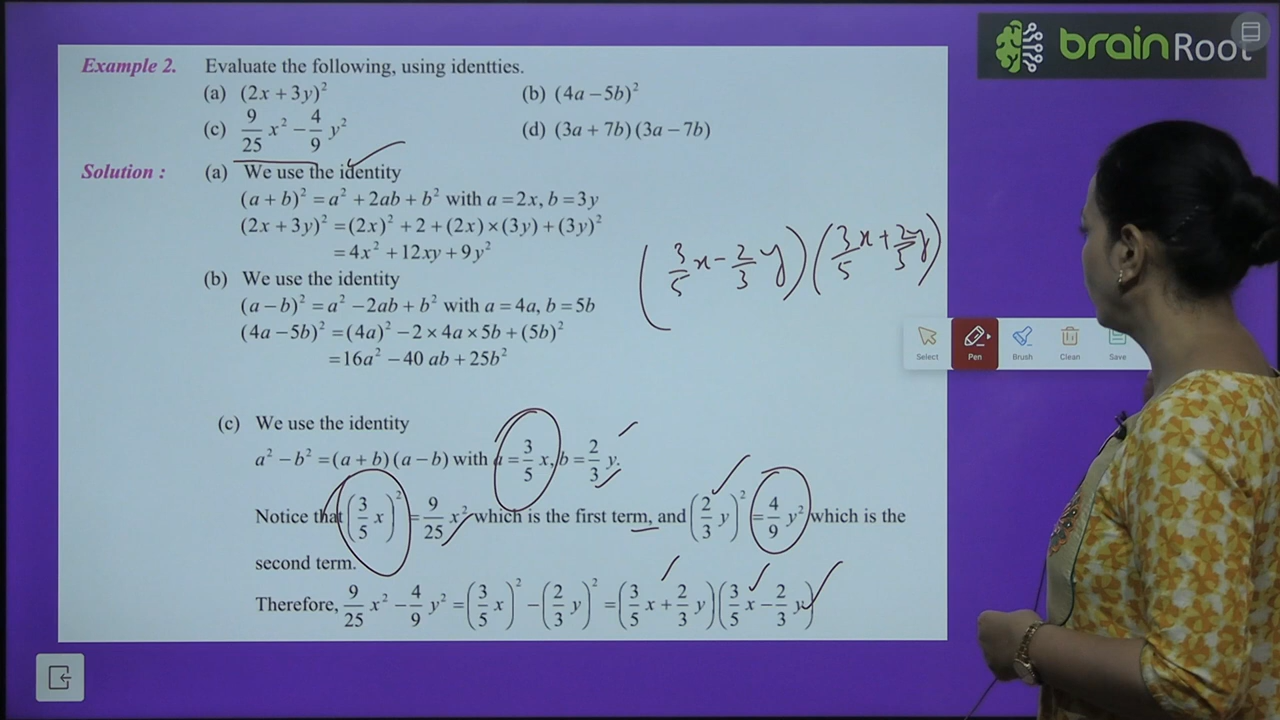 brainRoot
Example 2. Evaluate the following, using identties.
(a) (2x + 3y)² (b) (4a − 5b)²
(c) 9/25 x² − 4/9 y² (d) (3a + 7b)(3a − 7b)
Solution : (a) We use the identity
(a + b)² = a² + 2ab + b² with a = 2x, b = 3y
(2x + 3y)² = (2x)² + 2 + (2x) × (3y) + (3y)²
= 4x² + 12xy + 9y²
(3/5 x − 2/3 y)(3/5 x + 2/3 y)
(b) We use the identity
(a − b)² = a² − 2ab + b² with a = 4a, b = 5b
(4a − 5b)² = (4a)² − 2 × 4a × 5b + (5b)²
= 16a² − 40 ab + 25b²
Select Pen Brush Clean Save
(c) We use the identity
a² − b² = (a + b)(a − b) with a = 3/5 x, b = 2/3 y.
Notice that (3/5 x)² = 9/25 x² which is the first term, and (2/3 y)² = 4/9 y² which is the
second term.
Therefore, 9/25 x² − 4/9 y² = (3/5 x)² − (2/3 y)² = (3/5 x + 2/3 y)(3/5 x − 2/3 y)